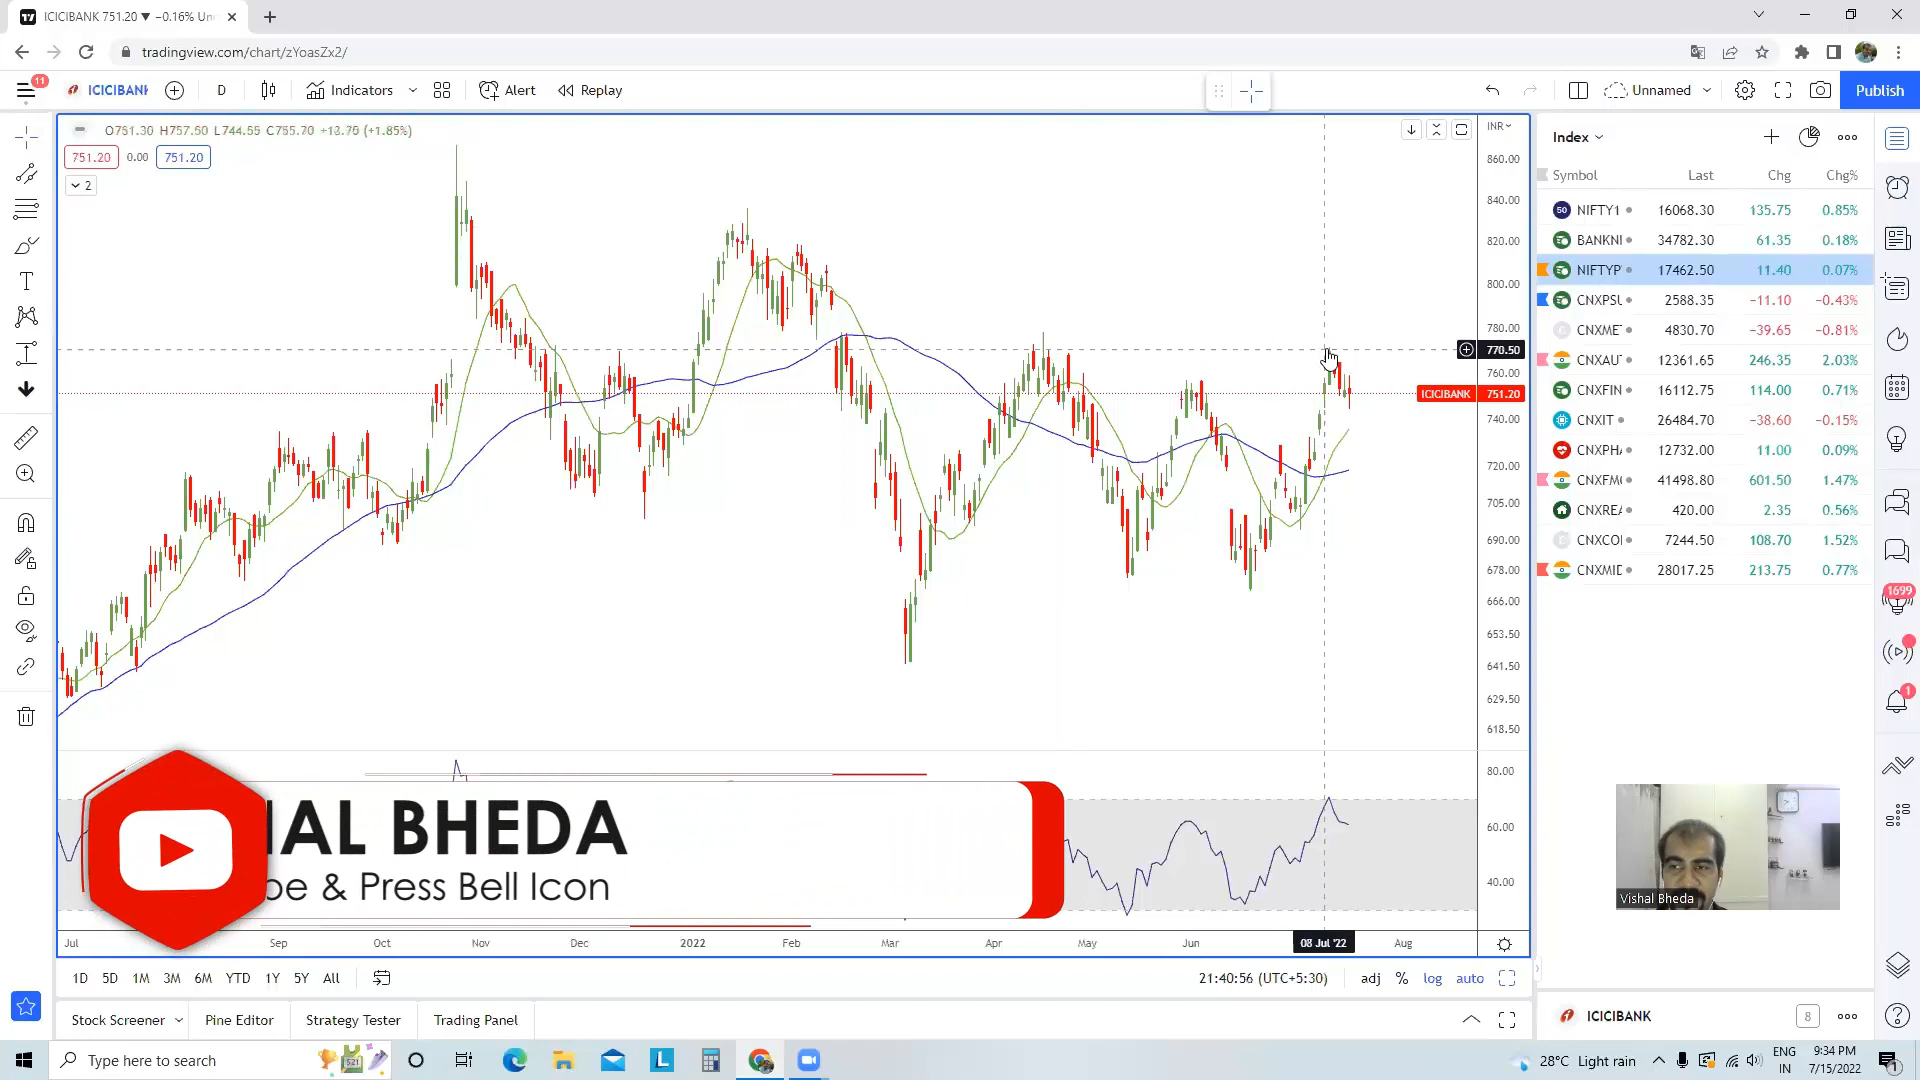 ICICIBANK 751.20 ▼ −0.16% Un
tradingview.com/chart/zYoasZx2/
11
ICICIBANK
D
Indicators
Alert
Replay
Unnamed
Publish
O751.30 H757.50 L744.55 C755.70 +13.75 (+1.85%)
751.20 0.00 751.20
2
INR
860.00
840.00
820.00
800.00
780.00
770.50
760.00
ICICIBANK 751.20
740.00
720.00
705.00
690.00
678.00
666.00
653.50
641.50
629.50
618.50
80.00
60.00
40.00
Index
Symbol Last Chg Chg%
50 NIFTY1 16068.30 135.75 0.85%
BANKNI 34782.30 61.35 0.18%
NIFTYP 17462.50 11.40 0.07%
CNXPSU 2588.35 −11.10 −0.43%
CNXME 4830.70 −39.65 −0.81%
CNXAU 12361.65 246.35 2.03%
CNXFIN 16112.75 114.00 0.71%
CNXIT 26484.70 −38.60 −0.15%
CNXPHA 12732.00 11.00 0.09%
CNXFM 41498.80 601.50 1.47%
CNXREA 420.00 2.35 0.56%
CNXCO 7244.50 108.70 1.52%
CNXMID 28017.25 213.75 0.77%
1699
1
HAL BHEDA
be & Press Bell Icon
Vishal Bheda
Jul Sep Oct Nov Dec 2022 Feb Mar Apr May Jun 08 Jul '22 Aug
1D 5D 1M 3M 6M YTD 1Y 5Y All
21:40:56 (UTC+5:30) adj % log auto
Stock Screener Pine Editor Strategy Tester Trading Panel
ICICIBANK 8
Type here to search
28°C Light rain
ENG
IN
9:34 PM
7/15/2022
1